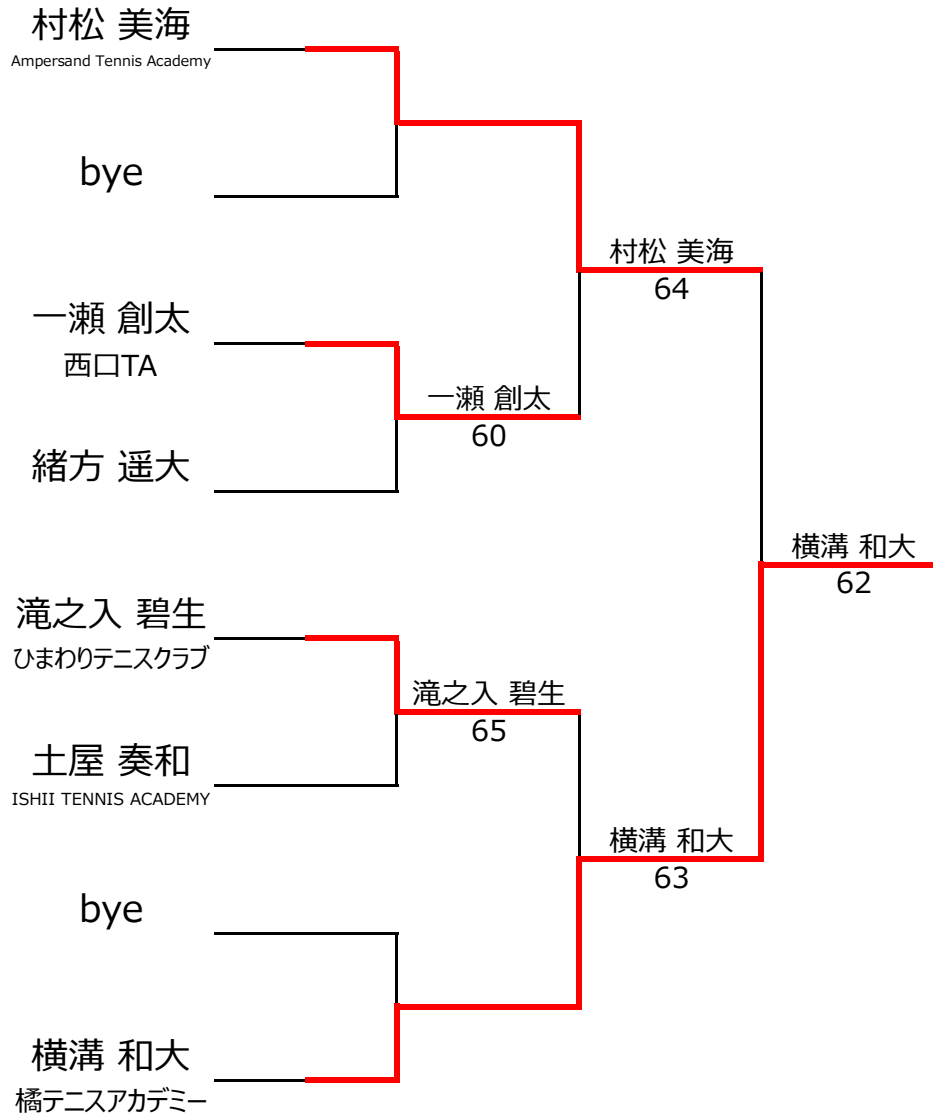 村松 美海
Ampersand Tennis Academy
bye
村松 美海
64
一瀬 創太
西口TA
一瀬 創太
60
緒方 遥大
横溝 和大
62
滝之入 碧生
ひまわりテニスクラブ
滝之入 碧生
65
土屋 奏和
ISHII TENNIS ACADEMY
横溝 和大
63
bye
横溝 和大
橘テニスアカデミー